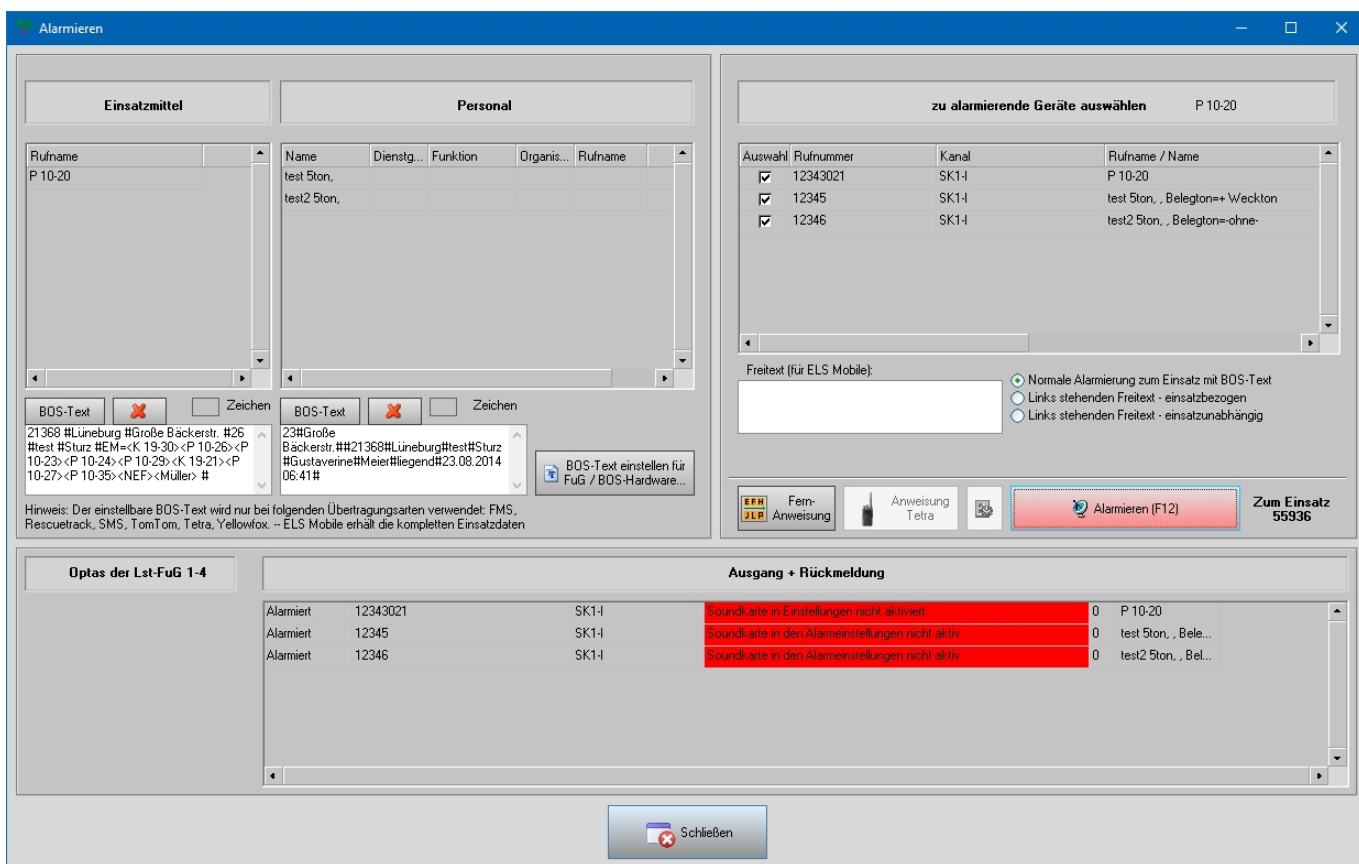 Alarmieren
Einsatzmittel
Personal
zu alarmierende Geräte auswählen P 10-20
Rufname
P 10-20
Name Dienstg... Funktion Organis... Rufname
test 5ton,
test2 5ton,
Auswahl Rufnummer Kanal Rufname / Name
12343021 SK1-I P 10-20
12345 SK1-I test 5ton, , Belegton=+ Weckton
12346 SK1-I test2 5ton, , Belegton=-ohne-
BOS-Text Zeichen
21368 #Lüneburg #Große Bäckerstr. #26
#test #Sturz #EM=<K 19-30><P 10-26><P
10-23><P 10-24><P 10-29><K 19-21><P
10-27><P 10-35><NEF><Müller> #
BOS-Text Zeichen
23#Große
Bäckerstr.##21368#Lüneburg#test#Sturz
#Gustaverine#Meier#liegend#23.08.2014
06:41#
BOS-Text einstellen für
FuG / BOS-Hardware...
Hinweis: Der einstellbare BOS-Text wird nur bei folgenden Übertragungsarten verwendet: FMS,
Rescuetrack, SMS, TomTom, Tetra, Yellowfox. -- ELS Mobile erhält die kompletten Einsatzdaten
Freitext (für ELS Mobile):
Normale Alarmierung zum Einsatz mit BOS-Text
Links stehenden Freitext - einsatzbezogen
Links stehenden Freitext - einsatzunabhängig
EFH
JLP
Fern-
Anweisung
Anweisung
Tetra
Alarmieren (F12)
Zum Einsatz
55936
Optas der Lst-FuG 1-4
Ausgang + Rückmeldung
Alarmiert 12343021 SK1-I Soundkarte in Einstellungen nicht aktiviert 0 P 10-20
Alarmiert 12345 SK1-I Soundkarte in den Alarmeinstellungen nicht aktiv 0 test 5ton, , Bele...
Alarmiert 12346 SK1-I Soundkarte in den Alarmeinstellungen nicht aktiv 0 test2 5ton, , Bel...
Schließen